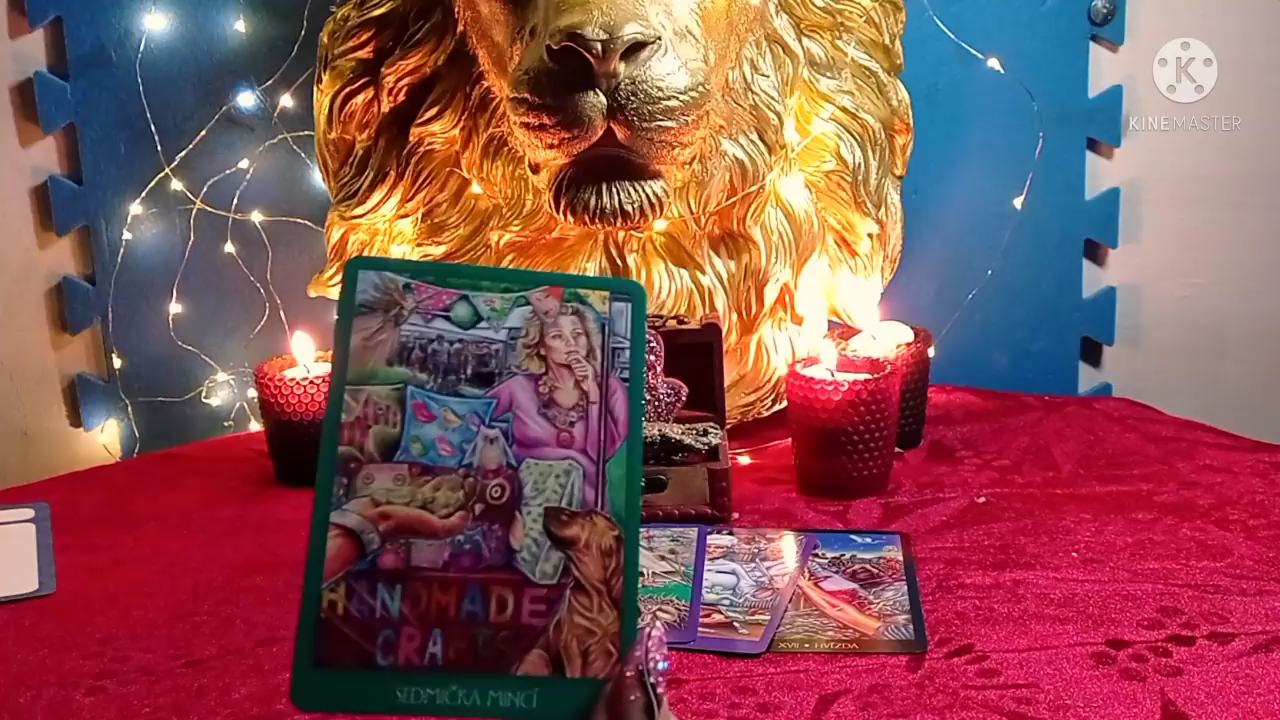 K
KINEMASTER
HANDMADE
CRAFTS
SEDMIČKA MINCÍ
XVII • HVĚZDA